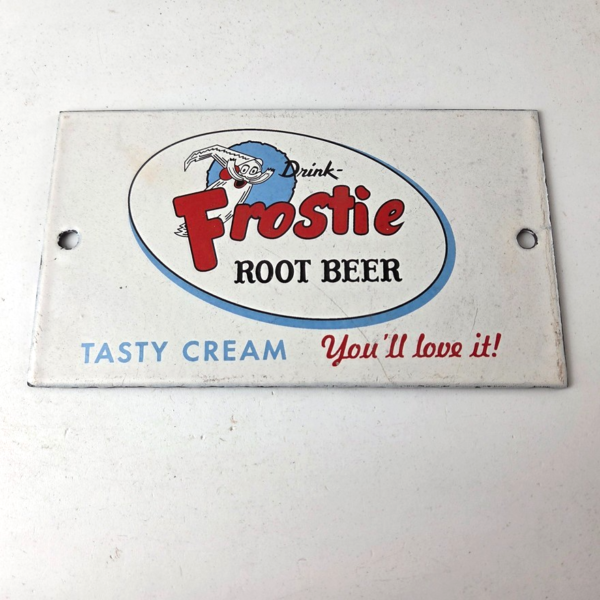 Drink-
Frostie
ROOT BEER
TASTY CREAM You'll love it!